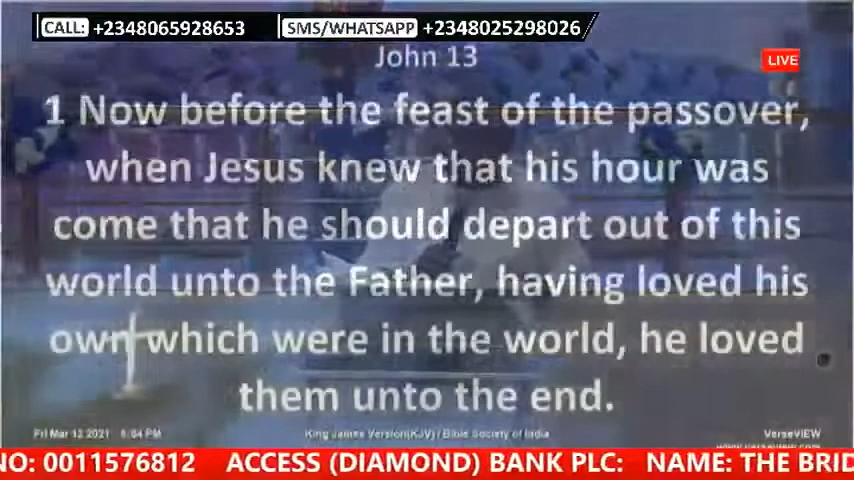 CALL: +2348065928653 SMS/WHATSAPP +2348025298026
John 13
LIVE
1 Now before the feast of the passover,
when Jesus knew that his hour was
come that he should depart out of this
world unto the Father, having loved his
own which were in the world, he loved
them unto the end.
Fri Mar 12 2021 King James Version(KJV) / Bible Society of India VerseVIEW
NO: 0011576812 ACCESS (DIAMOND) BANK PLC: NAME: THE BRID